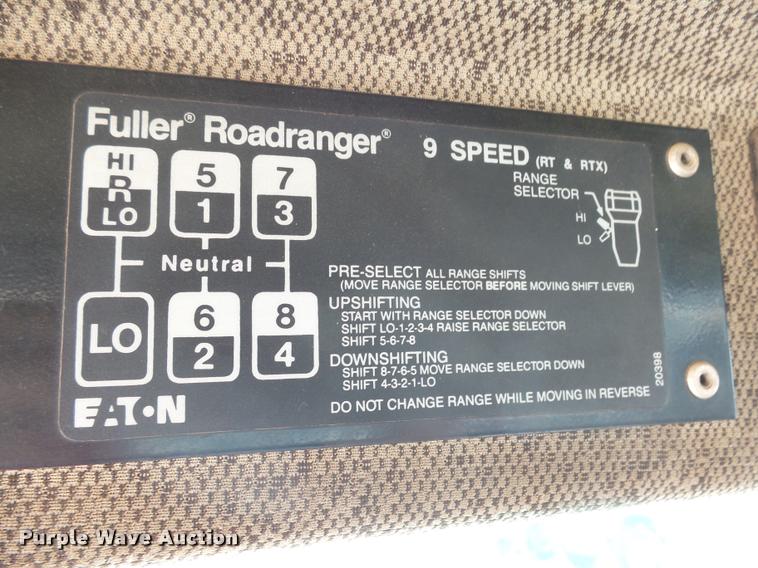 Fuller® Roadranger® 9 SPEED (RT & RTX)
HI
R
LO
5
1
7
3
Neutral
LO
6
2
8
4
RANGE
SELECTOR
HI
LO
PRE-SELECT ALL RANGE SHIFTS
(MOVE RANGE SELECTOR BEFORE MOVING SHIFT LEVER)
UPSHIFTING
START WITH RANGE SELECTOR DOWN
SHIFT LO-1-2-3-4 RAISE RANGE SELECTOR
SHIFT 5-6-7-8
DOWNSHIFTING
SHIFT 8-7-6-5 MOVE RANGE SELECTOR DOWN
SHIFT 4-3-2-1-LO
DO NOT CHANGE RANGE WHILE MOVING IN REVERSE
20398
EATON
Purple Wave Auction